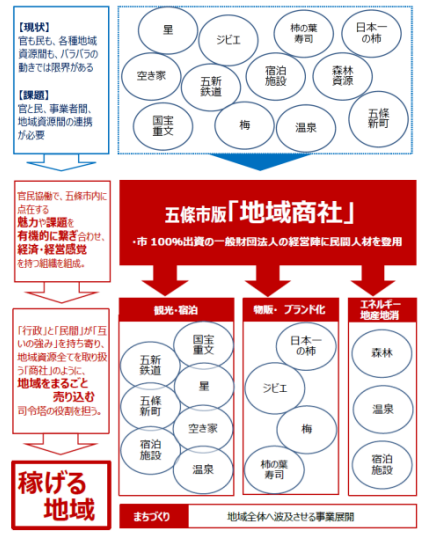 【現状】
官も民も、各種地域
資源間も、バラバラの
動きでは限界がある
【課題】
官と民、事業者間、
地域資源間の連携
が必要
星
ジビエ
柿の葉
寿司
日本一
の柿
空き家
五新
鉄道
宿泊
施設
森林
資源
国宝
重文
梅
温泉
五條
新町
官民協働で、五條市内に
点在する
魅力や課題を
有機的に繋ぎ合わせ、
経済・経営感覚
を持つ組織を組成。
五條市版「地域商社」
・市 100%出資の一般財団法人の経営陣に民間人材を登用
「行政」と「民間」が「互
いの強み」を持ち寄り、
地域資源全てを取り扱
う「商社」のように、
地域をまるごと
売り込む
司令塔の役割を担う。
観光・宿泊
国宝
重文
五新
鉄道
星
五條
新町
空き家
宿泊
施設
温泉
物販・ ブランド化
日本一
の柿
ジビエ
梅
柿の葉
寿司
エネルギー
地産地消
森林
温泉
宿泊
施設
稼げる
地域
まちづくり
地域全体へ波及させる事業展開